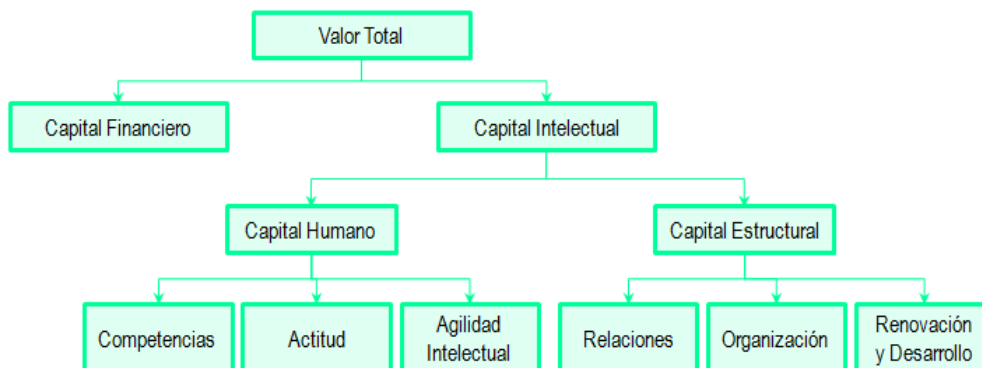 Valor Total
Capital Financiero
Capital Intelectual
Capital Humano
Capital Estructural
Competencias
Actitud
Agilidad
Intelectual
Relaciones
Organización
Renovación
y Desarrollo